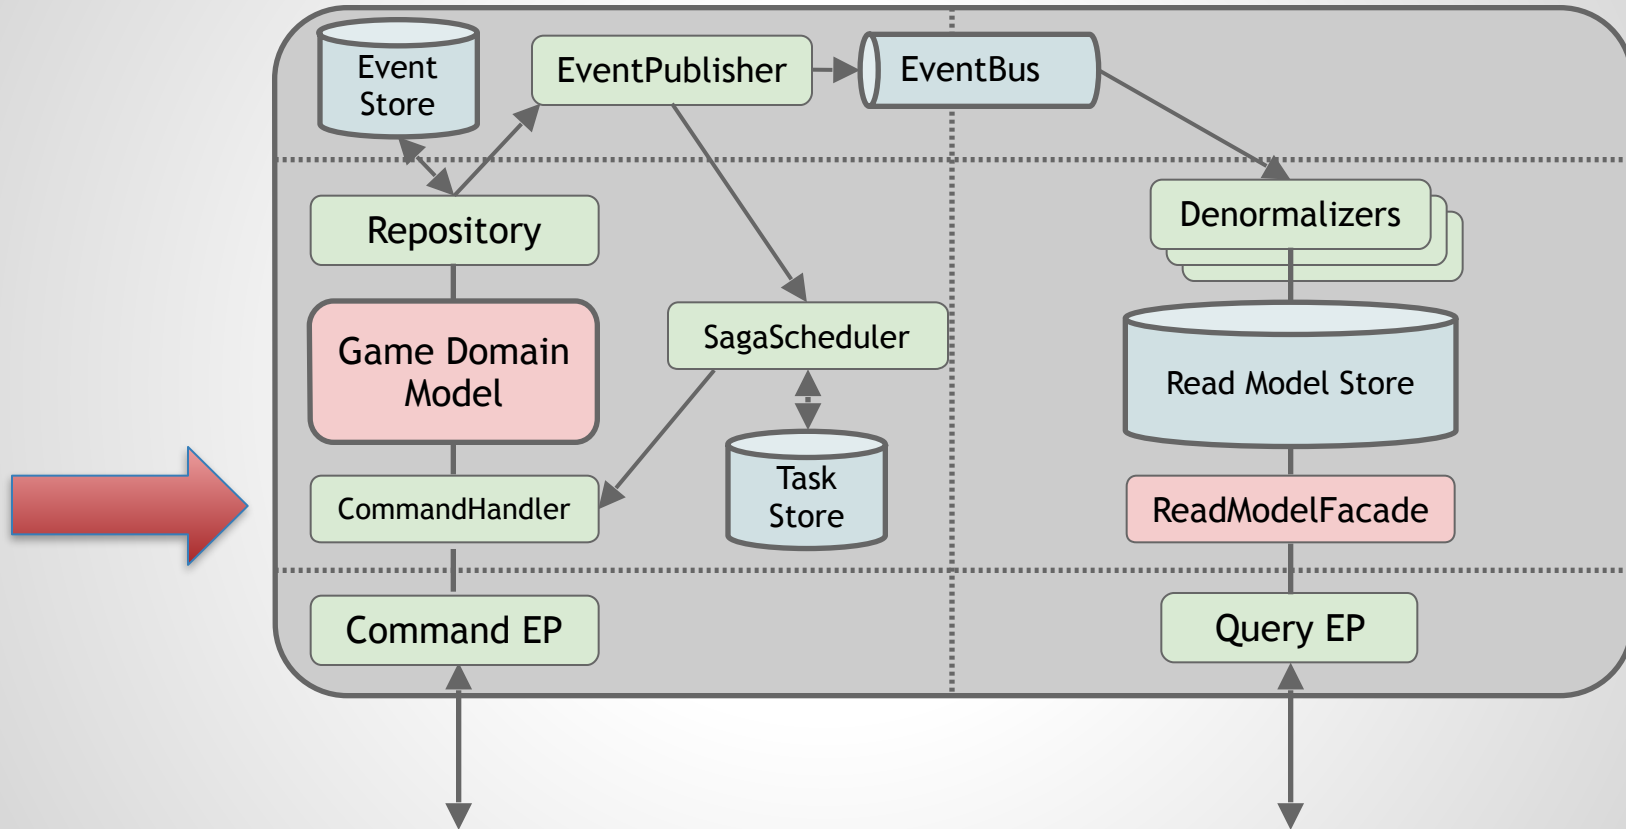 Event
Store
EventPublisher
EventBus
Repository
Denormalizers
Game Domain
Model
SagaScheduler
Read Model Store
CommandHandler
Task
Store
ReadModelFacade
Command EP
Query EP